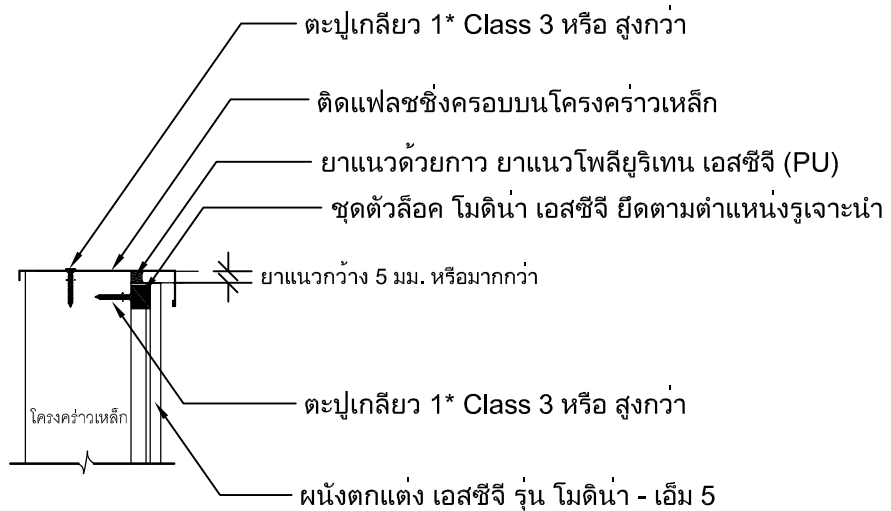 ตะปูเกลียว 1* Class 3 หรือ สูงกว่า
ติดแฟลชชิ่งครอบบนโครงคร่าวเหล็ก
ยาแนวด้วยกาว ยาแนวโพลียูริเทน เอสซีจี (PU)
ชุดตัวล็อค โมดิน่า เอสซีจี ยึดตามตำแหน่งรูเจาะนำ
ยาแนวกว้าง 5 มม. หรือมากกว่า
ตะปูเกลียว 1* Class 3 หรือ สูงกว่า
โครงคร่าวเหล็ก
ผนังตกแต่ง เอสซีจี รุ่น โมดิน่า - เอ็ม 5